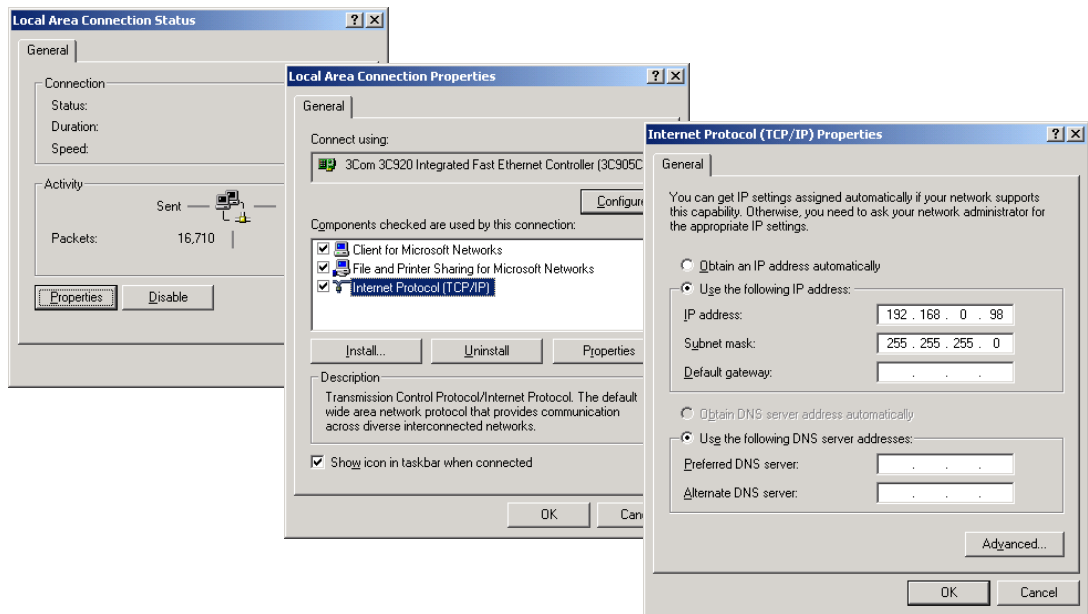 Local Area Connection Status
General
Connection
Status:
Duration:
Speed:
Activity
Sent
Packets: 16,710
Properties Disable
Local Area Connection Properties
General
Connect using:
3Com 3C920 Integrated Fast Ethernet Controller (3C905C
Configure
Components checked are used by this connection:
Client for Microsoft Networks
File and Printer Sharing for Microsoft Networks
Internet Protocol (TCP/IP)
Install... Uninstall Properties
Description
Transmission Control Protocol/Internet Protocol. The default
wide area network protocol that provides communication
across diverse interconnected networks.
Show icon in taskbar when connected
OK Can
Internet Protocol (TCP/IP) Properties
General
You can get IP settings assigned automatically if your network supports
this capability. Otherwise, you need to ask your network administrator for
the appropriate IP settings.
Obtain an IP address automatically
Use the following IP address:
IP address: 192 . 168 . 0 . 98
Subnet mask: 255 . 255 . 255 . 0
Default gateway: . . .
Obtain DNS server address automatically
Use the following DNS server addresses:
Preferred DNS server: . . .
Alternate DNS server: . . .
Advanced...
OK Cancel